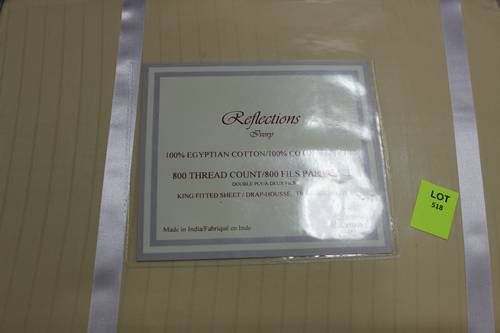 Reflections
Ivory
100% EGYPTIAN COTTON/100% CO
800 THREAD COUNT/800 FILS PAR
DOUBLE PLY/A DEUX PLIS
KING FITTED SHEET / DRAP-HOUSSE
Made in India/Fabriqué en Inde
LOT
518